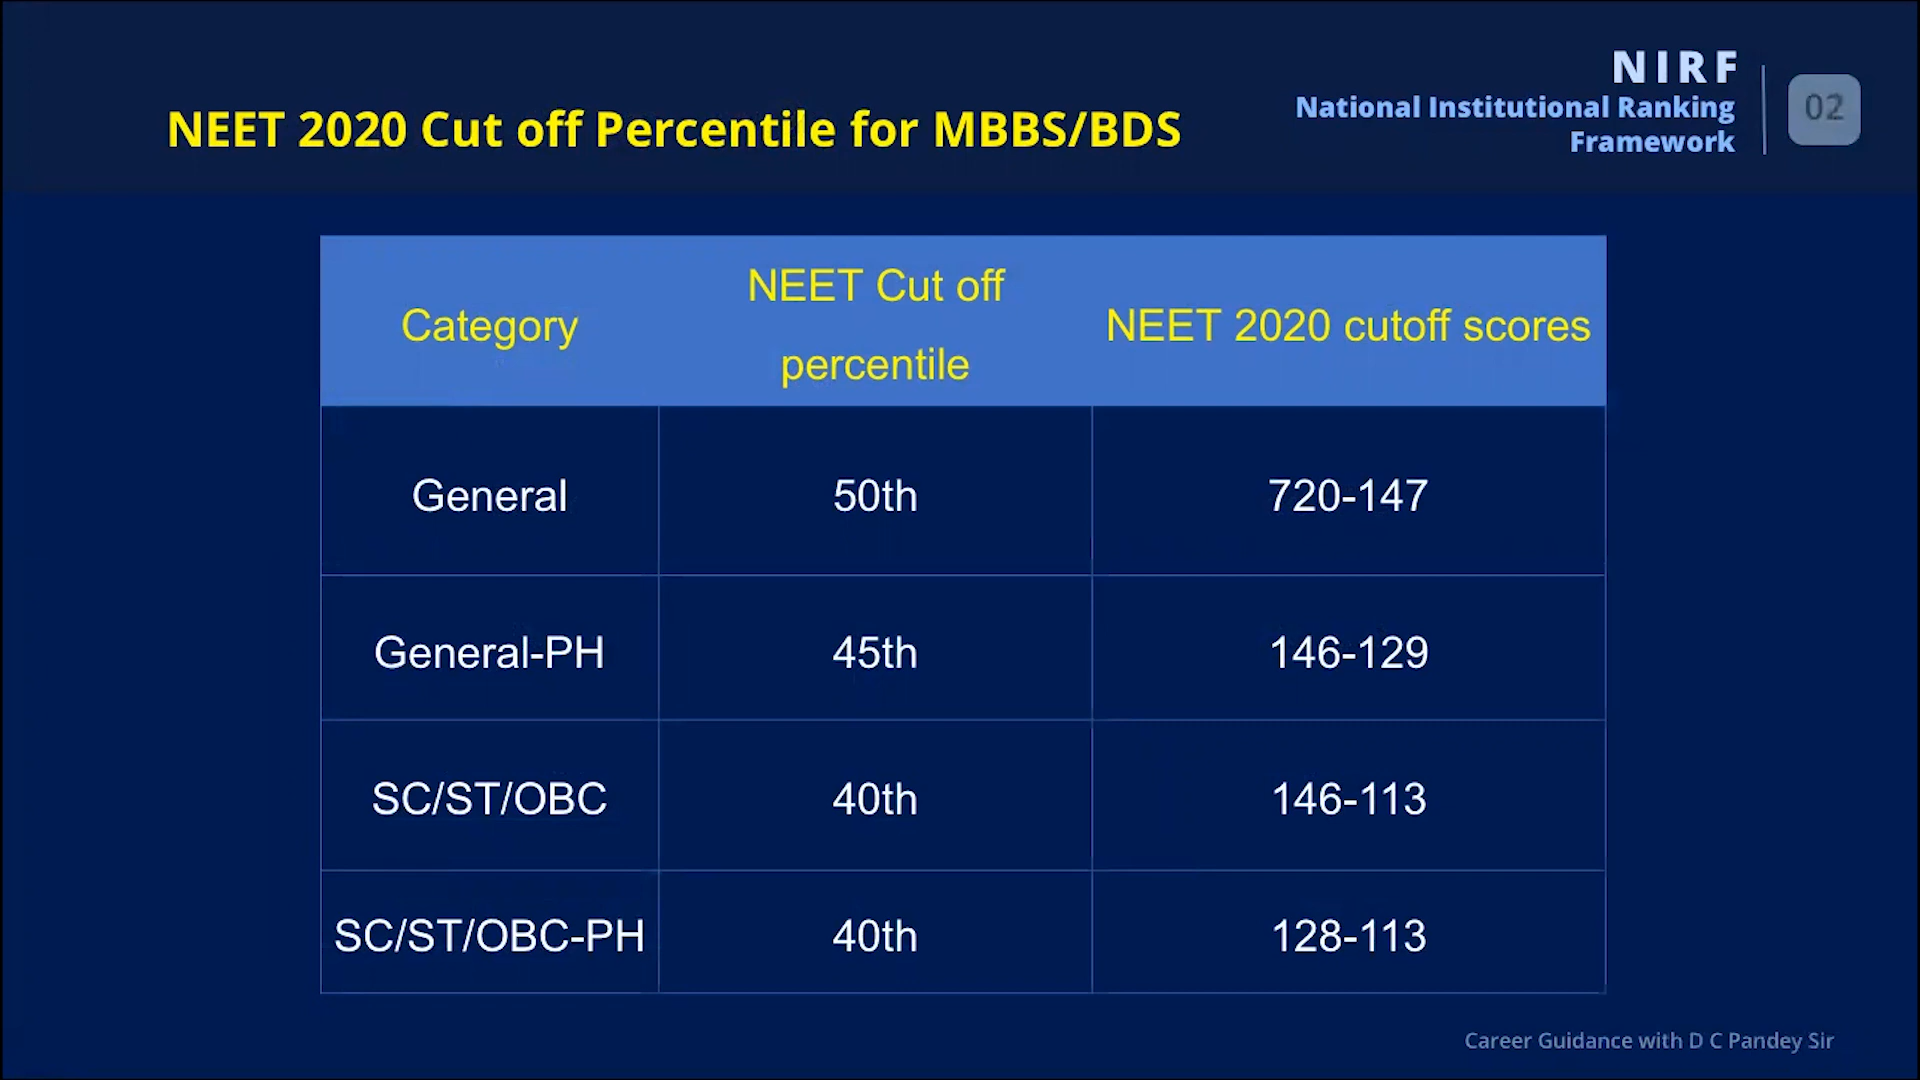 NEET 2020 Cut off Percentile for MBBS/BDS
NIRF
National Institutional Ranking
Framework
02
Category
NEET Cut off
percentile
NEET 2020 cutoff scores
General 50th 720-147
General-PH 45th 146-129
SC/ST/OBC 40th 146-113
SC/ST/OBC-PH 40th 128-113
Career Guidance with D C Pandey Sir